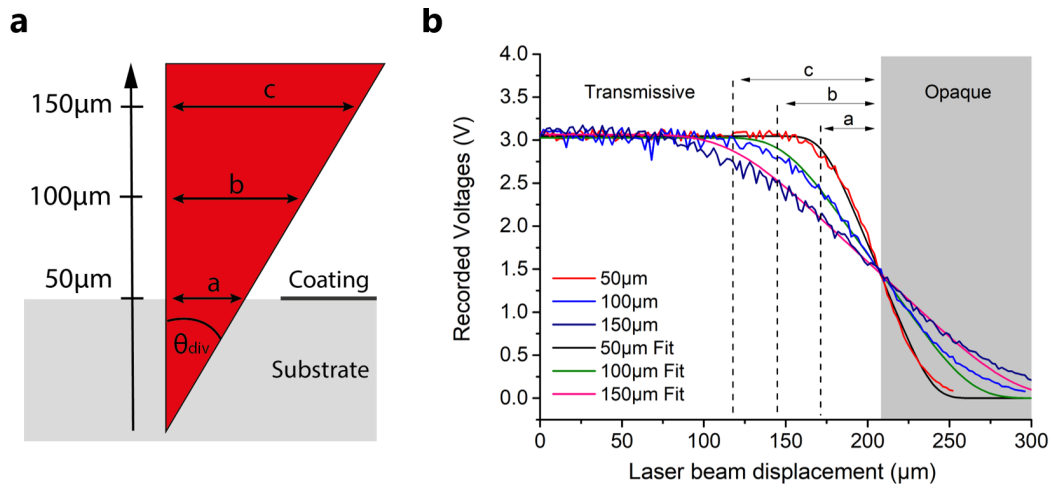 a
150µm
c
100µm
b
50µm
a
Coating
θdiv
Substrate
b
Recorded Voltages (V)
4.0
3.5
3.0
2.5
2.0
1.5
1.0
0.5
0.0
Transmissive
c
b
a
Opaque
50µm
100µm
150µm
50µm Fit
100µm Fit
150µm Fit
0 50 100 150 200 250 300
Laser beam displacement (µm)